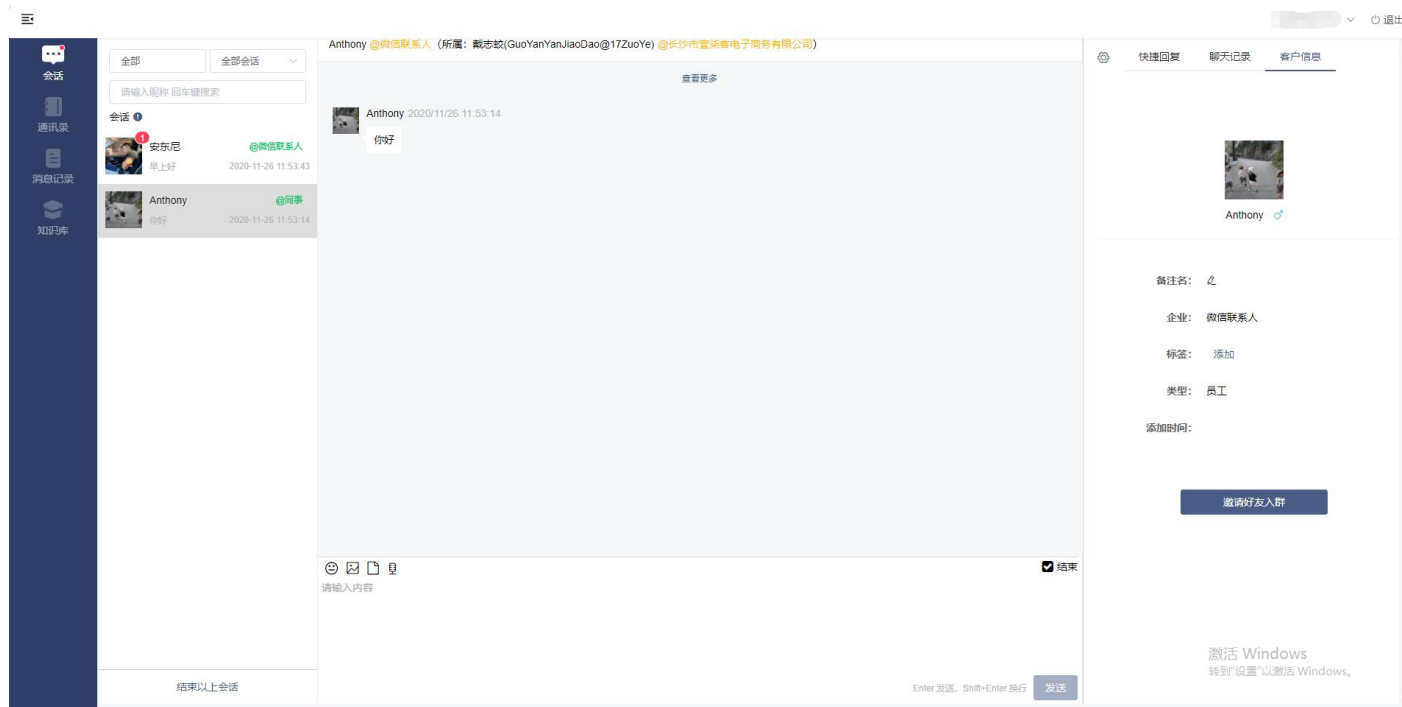 退出
会话
通讯录
消息记录
知识库
全部
全部会话
请输入昵称 回车键搜索
会话
1
安东尼
@微信联系人
早上好
2020-11-26 11:53:43
Anthony
@同事
你好
2020-11-26 11:53:14
结束以上会话
Anthony @微信联系人（所属：戴志蛟(GuoYanYanJiaoDao@17ZuoYe) @长沙市壹柒客电子商务有限公司)
查看更多
Anthony 2020/11/26 11:53:14
你好
结束
请输入内容
Enter 发送, Shift+Enter 换行
发送
快捷回复
聊天记录
客户信息
Anthony
备注名：
企业： 微信联系人
标签： 添加
类型： 员工
添加时间：
邀请好友入群
激活 Windows
转到"设置"以激活 Windows。